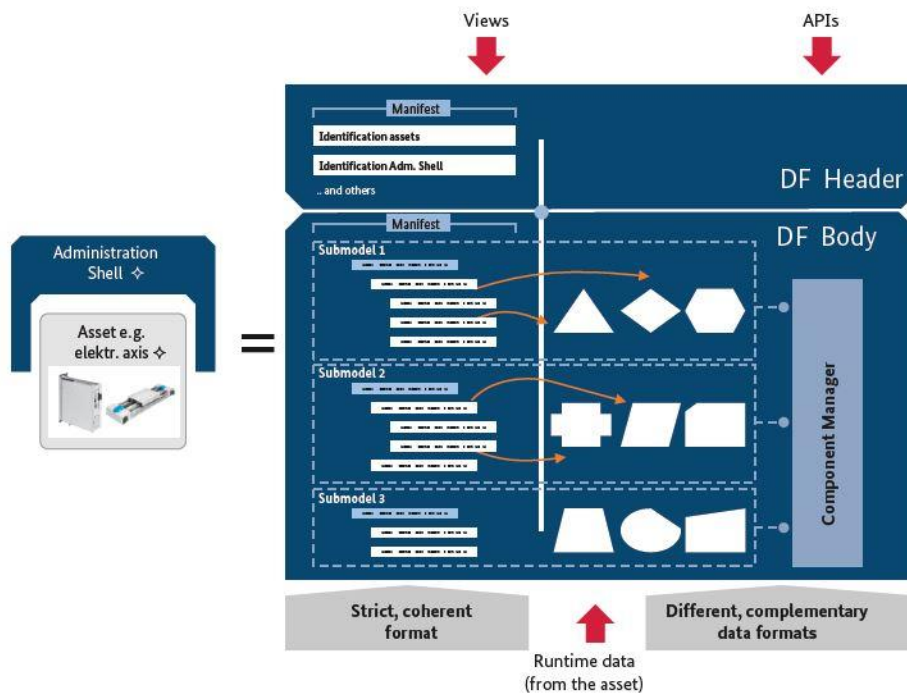 Views
APIs
Manifest
Identification assets
Identification Adm. Shell
.. and others
DF Header
Manifest
DF Body
Administration
Shell
Asset e.g.
elektr. axis
=
Submodel 1
Submodel 2
Submodel 3
Component Manager
Strict, coherent
format
Different, complementary
data formats
Runtime data
(from the asset)